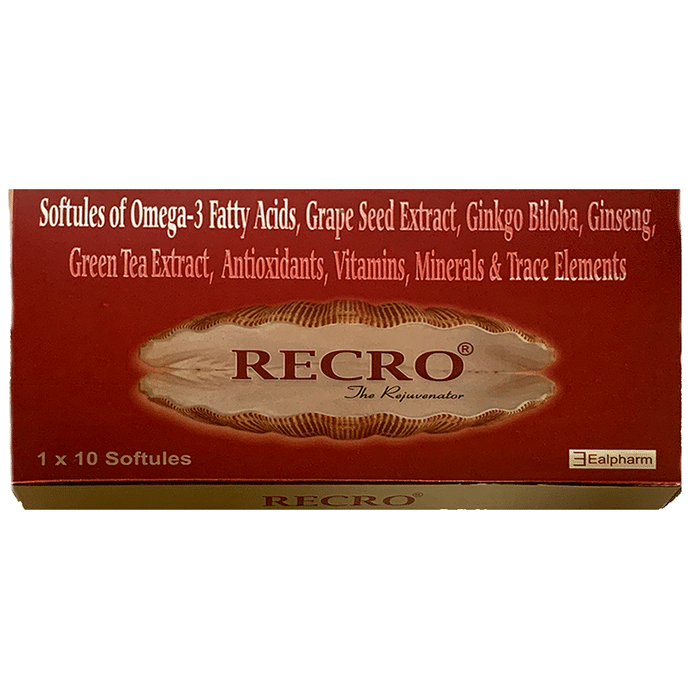 Softules of Omega-3 Fatty Acids, Grape Seed Extract, Ginkgo Biloba, Ginseng,
Green Tea Extract, Antioxidants, Vitamins, Minerals & Trace Elements
RECRO®
The Rejuvenator
1 x 10 Softules
Ealpharm
RECRO®